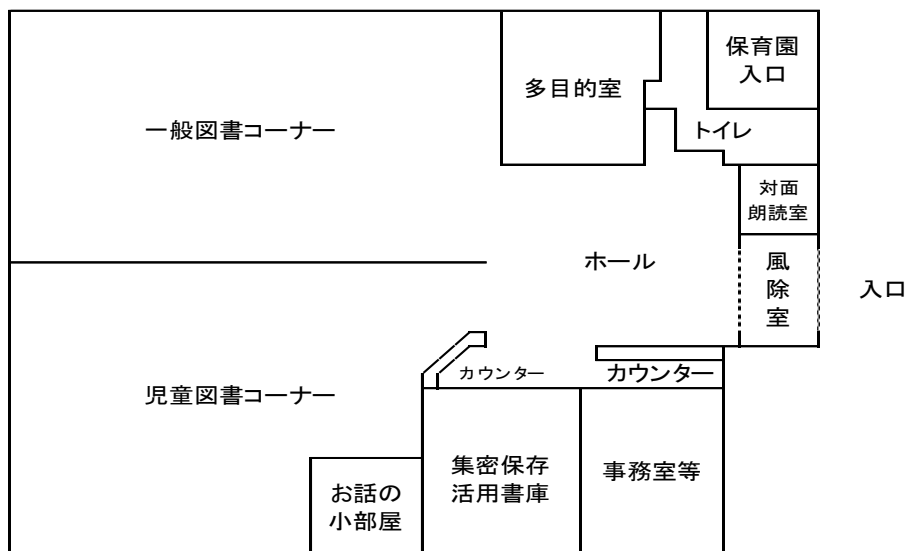 保育園
入口
多目的室
一般図書コーナー
トイレ
対面
朗読室
ホール
風
除
室
入口
カウンター
カウンター
児童図書コーナー
集密保存
活用書庫
事務室等
お話の
小部屋